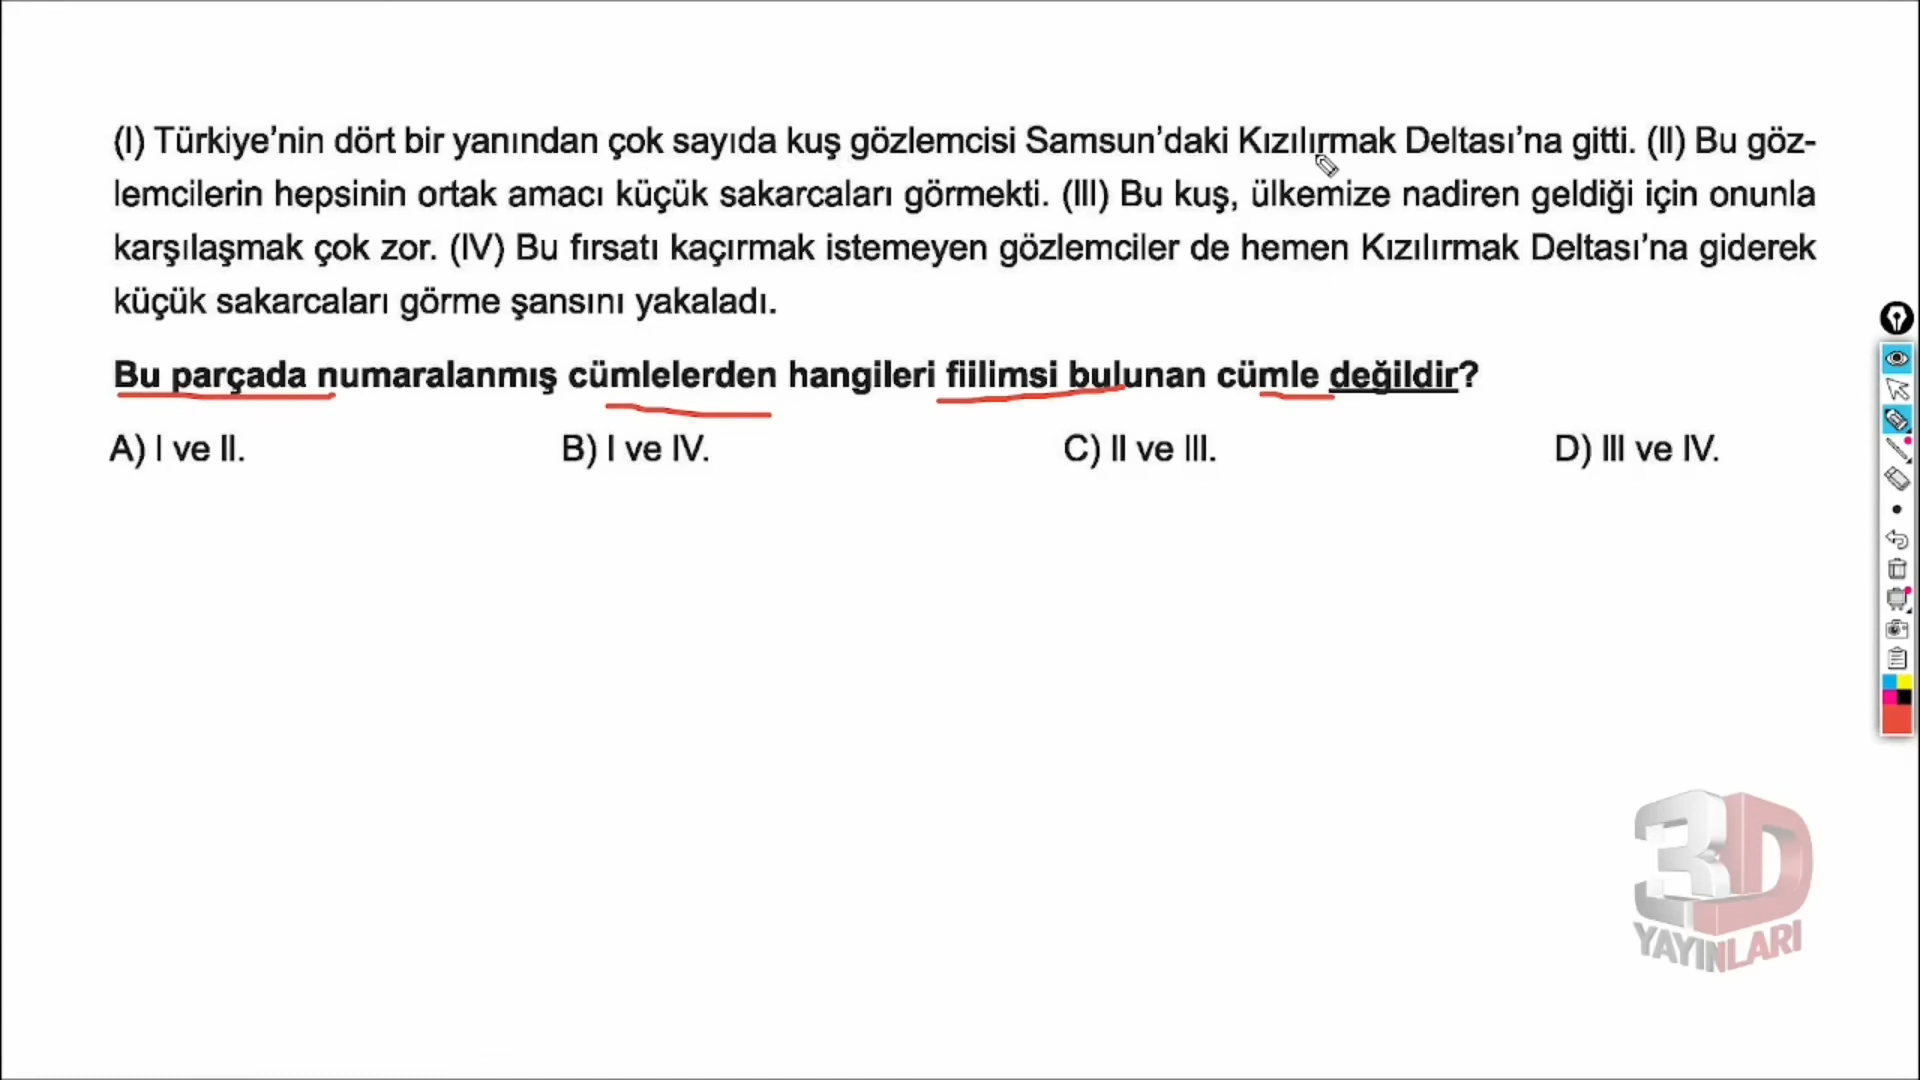 (I) Türkiye’nin dört bir yanından çok sayıda kuş gözlemcisi Samsun’daki Kızılırmak Deltası’na gitti. (II) Bu göz-
lemcilerin hepsinin ortak amacı küçük sakarcaları görmekti. (III) Bu kuş, ülkemize nadiren geldiği için onunla
karşılaşmak çok zor. (IV) Bu fırsatı kaçırmak istemeyen gözlemciler de hemen Kızılırmak Deltası’na giderek
küçük sakarcaları görme şansını yakaladı.
Bu parçada numaralanmış cümlelerden hangileri fiilimsi bulunan cümle değildir?
A) I ve II. B) I ve IV. C) II ve III. D) III ve IV.
3D
YAYINLARI